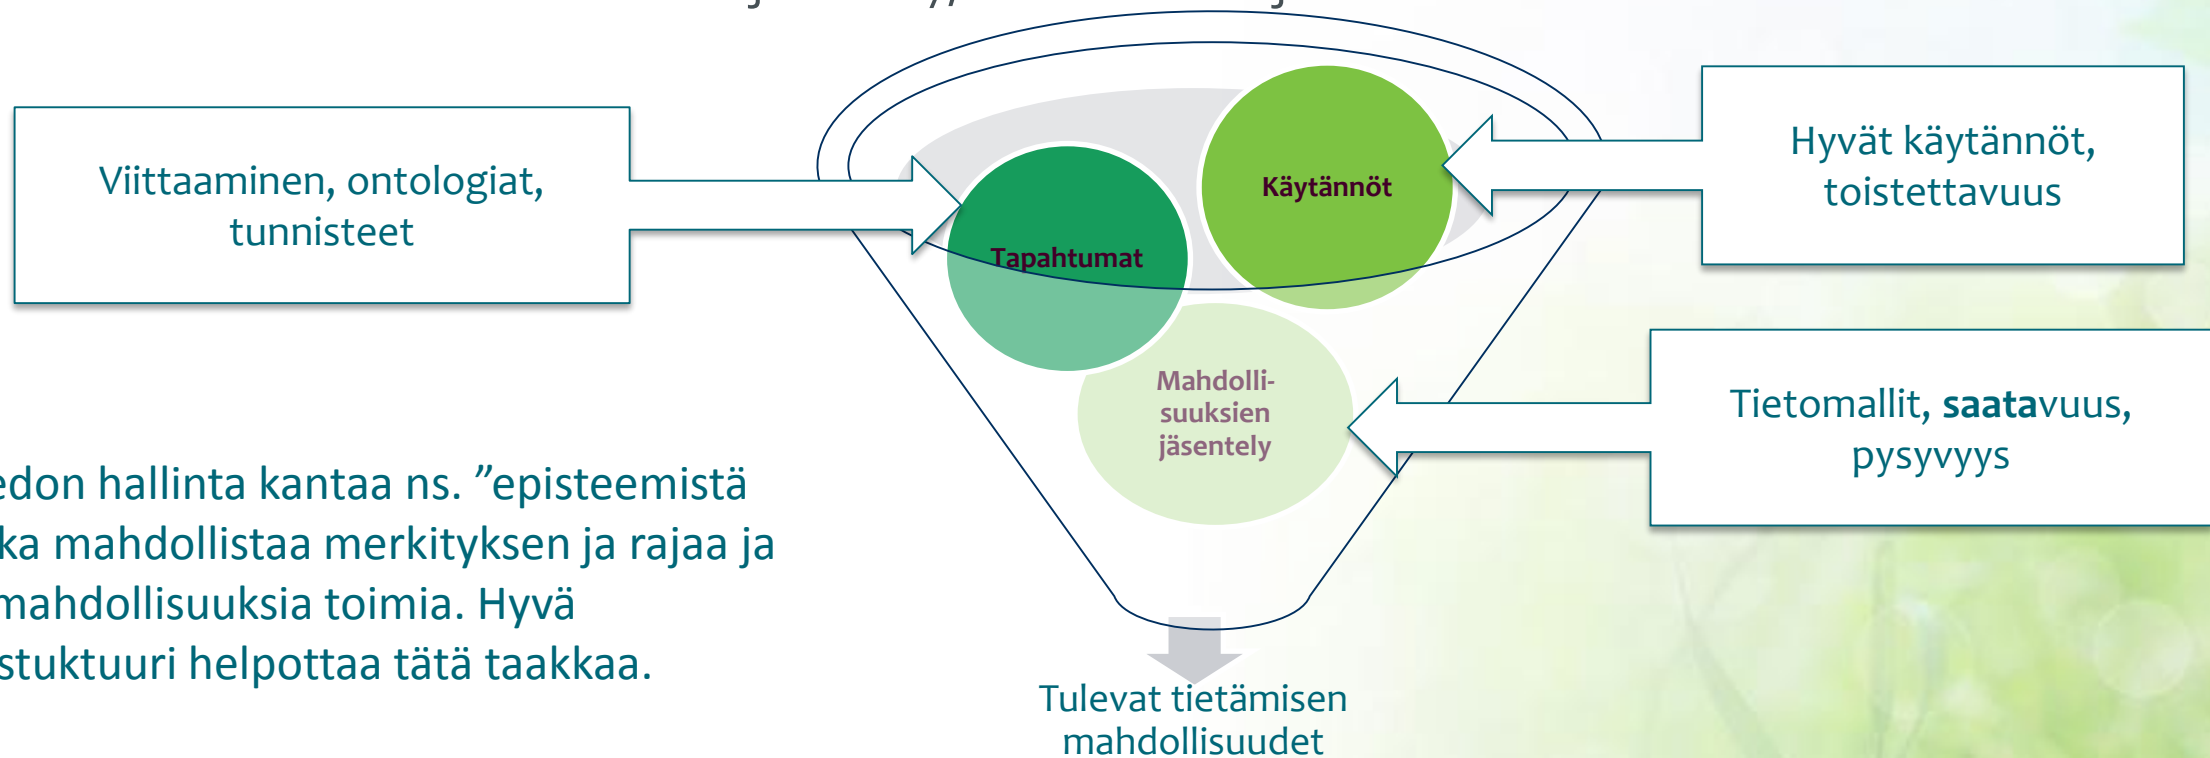 Viittaaminen, ontologiat,
tunnisteet
Käytännöt
Hyvät käytännöt,
toistettavuus
Tapahtumat
Mahdolli-
suuksien
jäsentely
Tietomallit, saatavuus,
pysyvyys
edon hallinta kantaa ns. ”episteemistä
ka mahdollistaa merkityksen ja rajaa ja
mahdollisuuksia toimia. Hyvä
stuktuuri helpottaa tätä taakkaa.
Tulevat tietämisen
mahdollisuudet